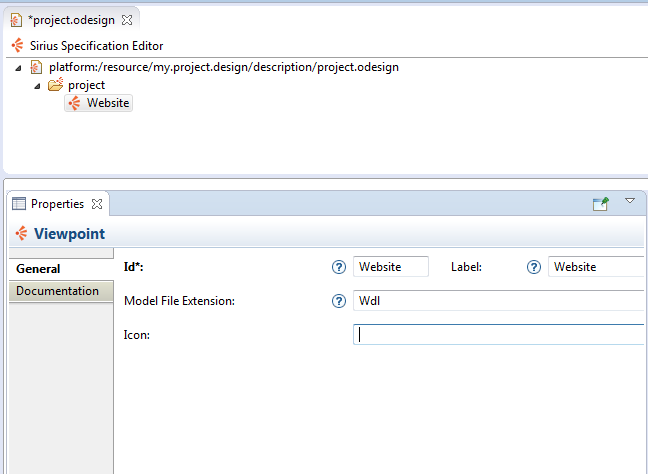 *project.odesign
Sirius Specification Editor
platform:/resource/my.project.design/description/project.odesign
project
Website
Properties
Viewpoint
General
Documentation
Id*: ? Website Label: ? Website
Model File Extension: ? Wdl
Icon: